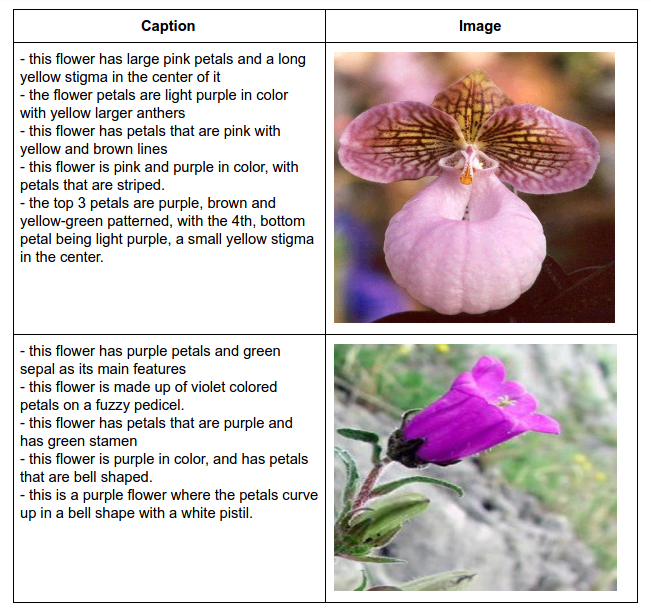 Caption
Image
- this flower has large pink petals and a long
yellow stigma in the center of it
- the flower petals are light purple in color
with yellow larger anthers
- this flower has petals that are pink with
yellow and brown lines
- this flower is pink and purple in color, with
petals that are striped.
- the top 3 petals are purple, brown and
yellow-green patterned, with the 4th, bottom
petal being light purple, a small yellow stigma
in the center.
- this flower has purple petals and green
sepal as its main features
- this flower is made up of violet colored
petals on a fuzzy pedicel.
- this flower has petals that are purple and
has green stamen
- this flower is purple in color, and has petals
that are bell shaped.
- this is a purple flower where the petals curve
up in a bell shape with a white pistil.